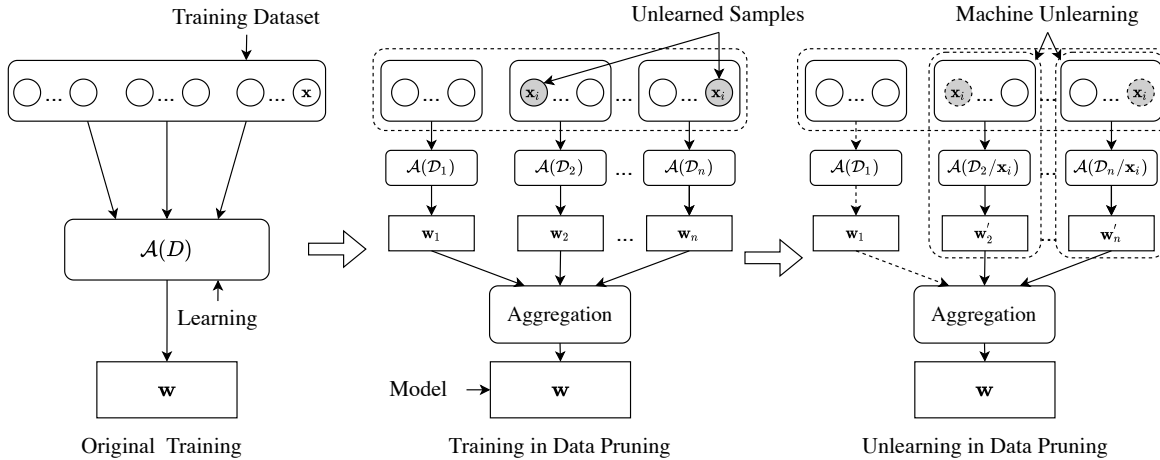 Training Dataset
Unlearned Samples
Machine Unlearning
... ... ... x
... x_i ... ... ... x_i
... x_i ... ... ... x_i
A(D_1) A(D_2) ... A(D_n)
A(D_1) A(D_2/x_i) ... A(D_n/x_i)
w_1 w_2 ... w_n
w_1 w'_2 ... w'_n
A(D)
Learning
Aggregation
Aggregation
w
Model
w
w
Original Training
Training in Data Pruning
Unlearning in Data Pruning